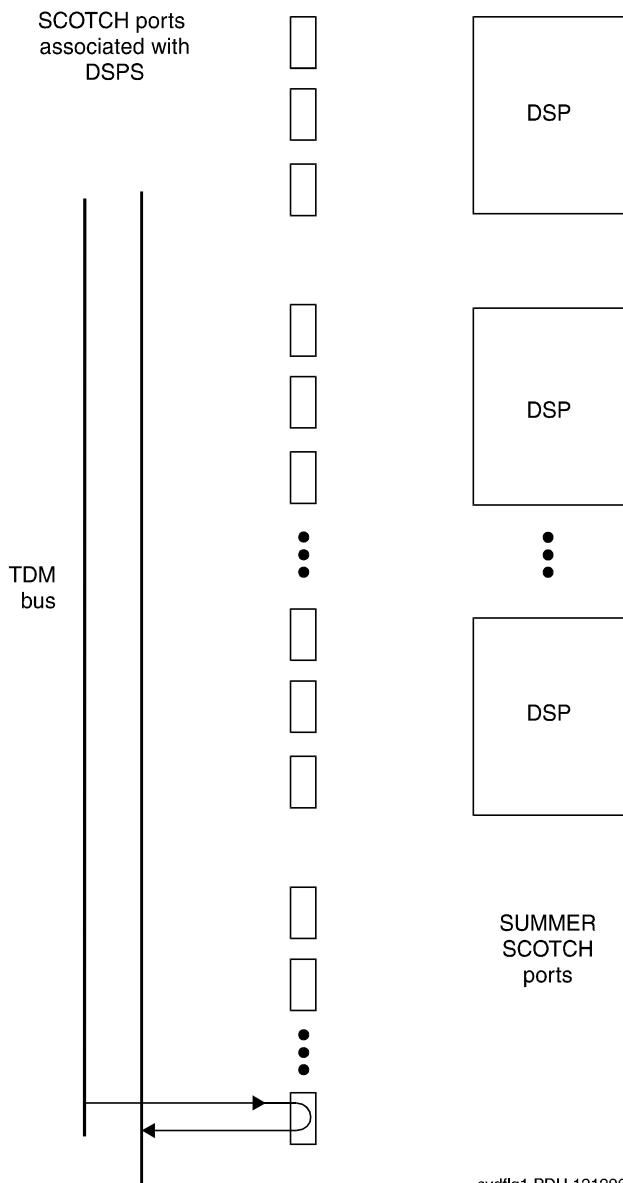 SCOTCH ports
associated with
DSPS
DSP
DSP
TDM
bus
DSP
SUMMER
SCOTCH
ports